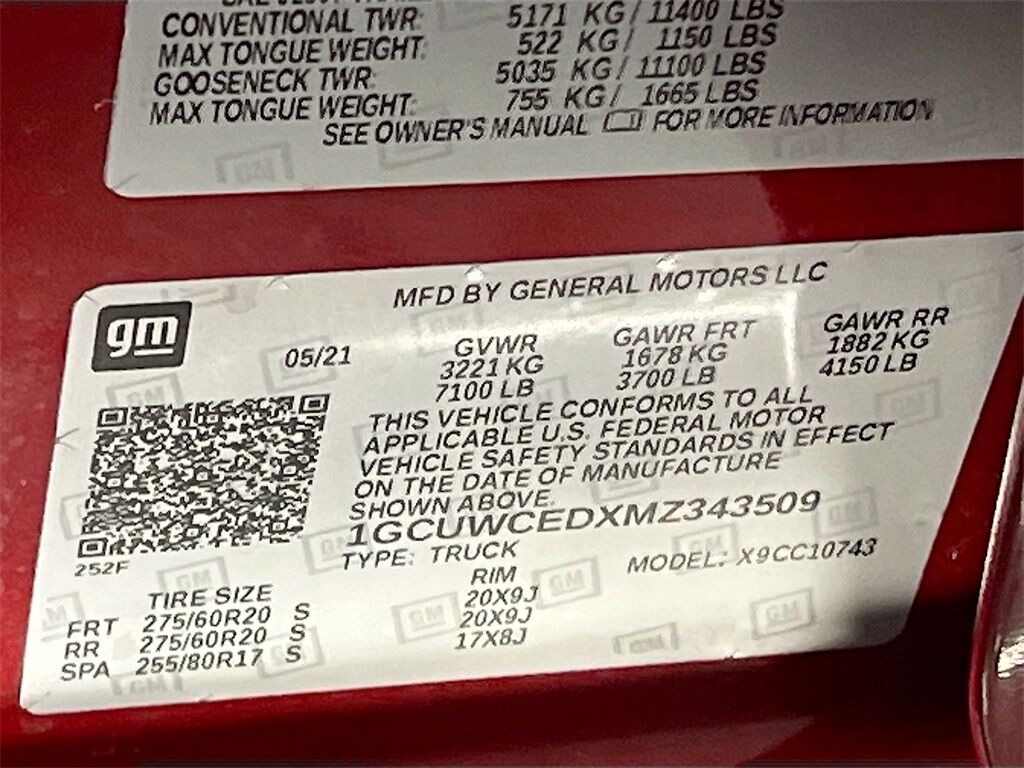 CONVENTIONAL TWR: 5171 KG / 11400 LBS
MAX TONGUE WEIGHT: 522 KG / 1150 LBS
GOOSENECK TWR: 5035 KG / 11100 LBS
MAX TONGUE WEIGHT: 755 KG / 1665 LBS
SEE OWNER'S MANUAL FOR MORE INFORMATION
gm
MFD BY GENERAL MOTORS LLC
05/21
GVWR GAWR FRT GAWR RR
3221 KG 1678 KG 1882 KG
7100 LB 3700 LB 4150 LB
THIS VEHICLE CONFORMS TO ALL
APPLICABLE U.S. FEDERAL MOTOR
VEHICLE SAFETY STANDARDS IN EFFECT
ON THE DATE OF MANUFACTURE
SHOWN ABOVE.
1GCUWCEDXMZ343509
252F
TYPE: TRUCK MODEL: X9CC10743
TIRE SIZE RIM
FRT 275/60R20 S 20X9J
RR 275/60R20 S 20X9J
SPA 255/80R17 S 17X8J